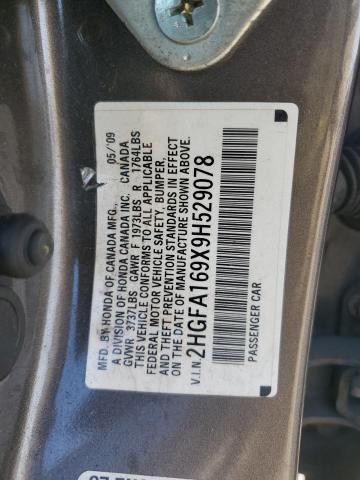 MFD. BY HONDA OF CANADA MFG. 05/'09
A DIVISION OF HONDA CANADA INC. CANADA
GVWR 3737LBS GAWR F 1973LBS R 1764LBS
THIS VEHICLE CONFORMS TO ALL APPLICABLE
FEDERAL MOTOR VEHICLE SAFETY, BUMPER,
AND THEFT PREVENTION STANDARDS IN EFFECT
ON THE DATE OF MANUFACTURE SHOWN ABOVE.
V.I.N. 2HGFA169X9H529078
PASSENGER CAR